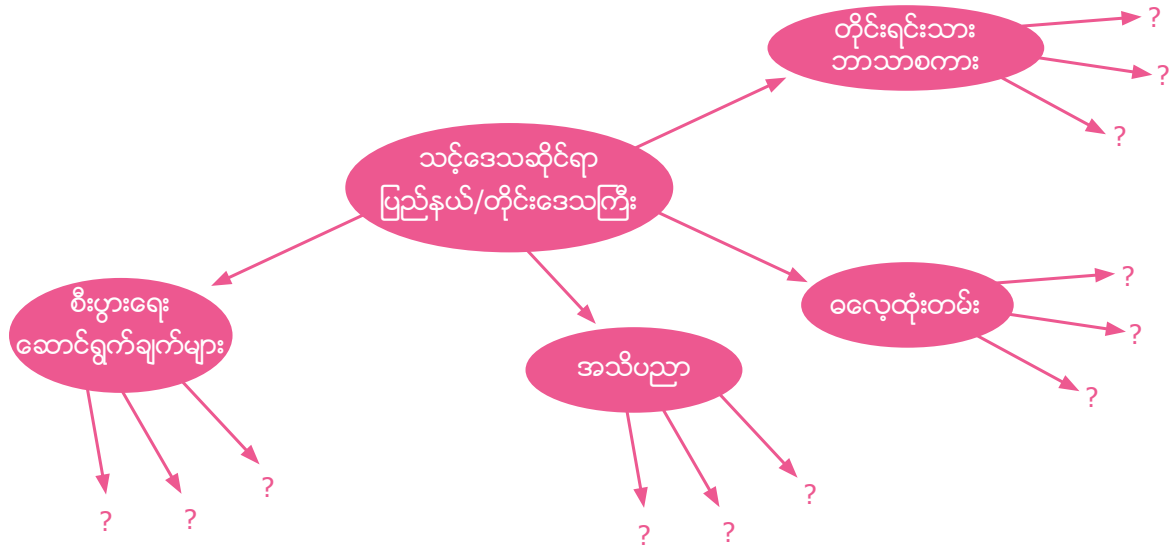 တိုင်းရင်းသား
ဘာသာစကား
?
?
?
သင့်ဒေသဆိုင်ရာ
ပြည်နယ်/တိုင်းဒေသကြီး
စီးပွားရေး
ဆောင်ရွက်ချက်များ
?
?
?
အသိပညာ
?
?
?
ဓလေ့ထုံးတမ်း
?
?
?